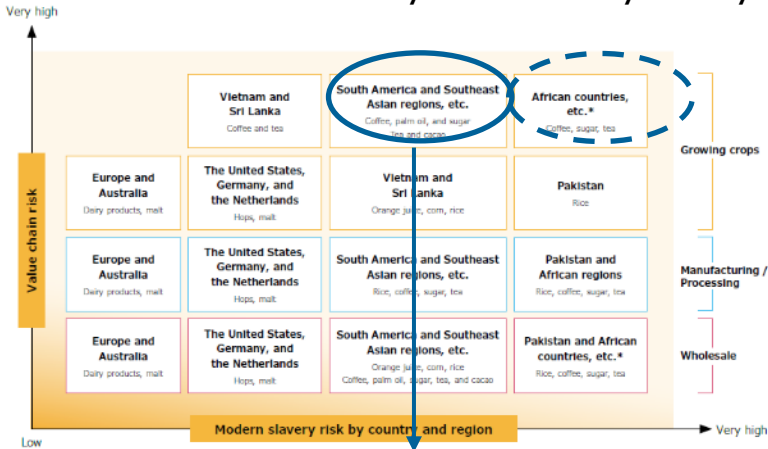 Very high
Vietnam and
Sri Lanka
Coffee and tea
South America and Southeast
Asian regions, etc.
Coffee, palm oil, and sugar
Tea and cacao
African countries,
etc.*
Coffee, sugar, tea
Growing crops
Europe and
Australia
Dairy products, malt
The United States,
Germany, and
the Netherlands
Hops, malt
Vietnam and
Sri Lanka
Orange juice, corn, rice
Pakistan
Rice
Value chain risk
Europe and
Australia
Dairy products, malt
The United States,
Germany, and
the Netherlands
Hops, malt
South America and Southeast
Asian regions, etc.
Rice, coffee, sugar, tea
Pakistan and
African regions
Rice, coffee, sugar, tea
Manufacturing /
Processing
Europe and
Australia
Dairy products, malt
The United States,
Germany, and
the Netherlands
Hops, malt
South America and Southeast
Asian regions, etc.
Orange juice, corn, rice
Coffee, palm oil, sugar, tea, and cacao
Pakistan and African
countries, etc.*
Rice, coffee, sugar, tea
Wholesale
Low
Modern slavery risk by country and region
Very high